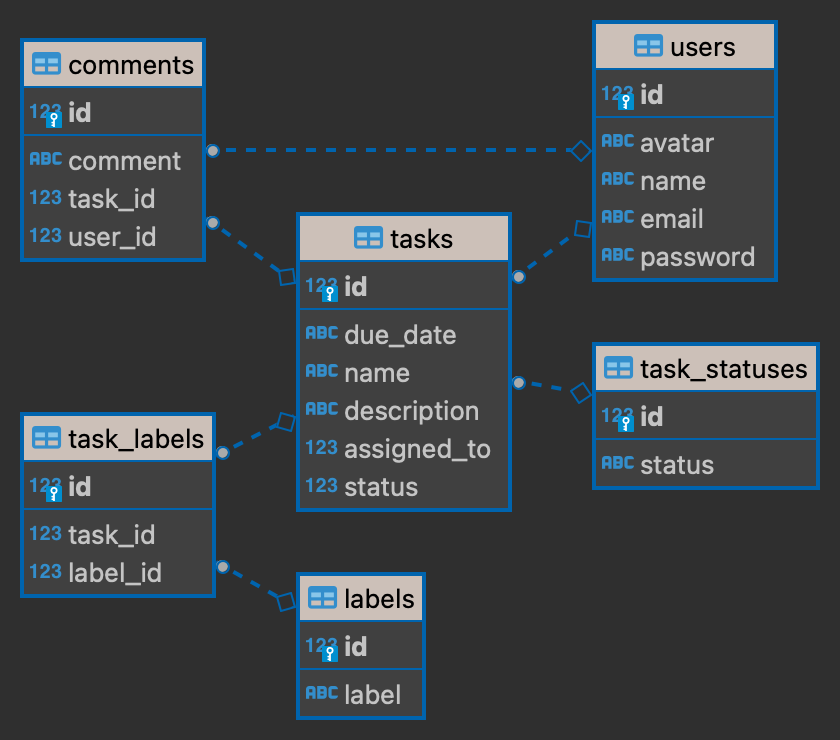 comments
123 id
ABC comment
123 task_id
123 user_id
users
123 id
ABC avatar
ABC name
ABC email
ABC password
tasks
123 id
ABC due_date
ABC name
ABC description
123 assigned_to
123 status
task_statuses
123 id
ABC status
task_labels
123 id
123 task_id
123 label_id
labels
123 id
ABC label